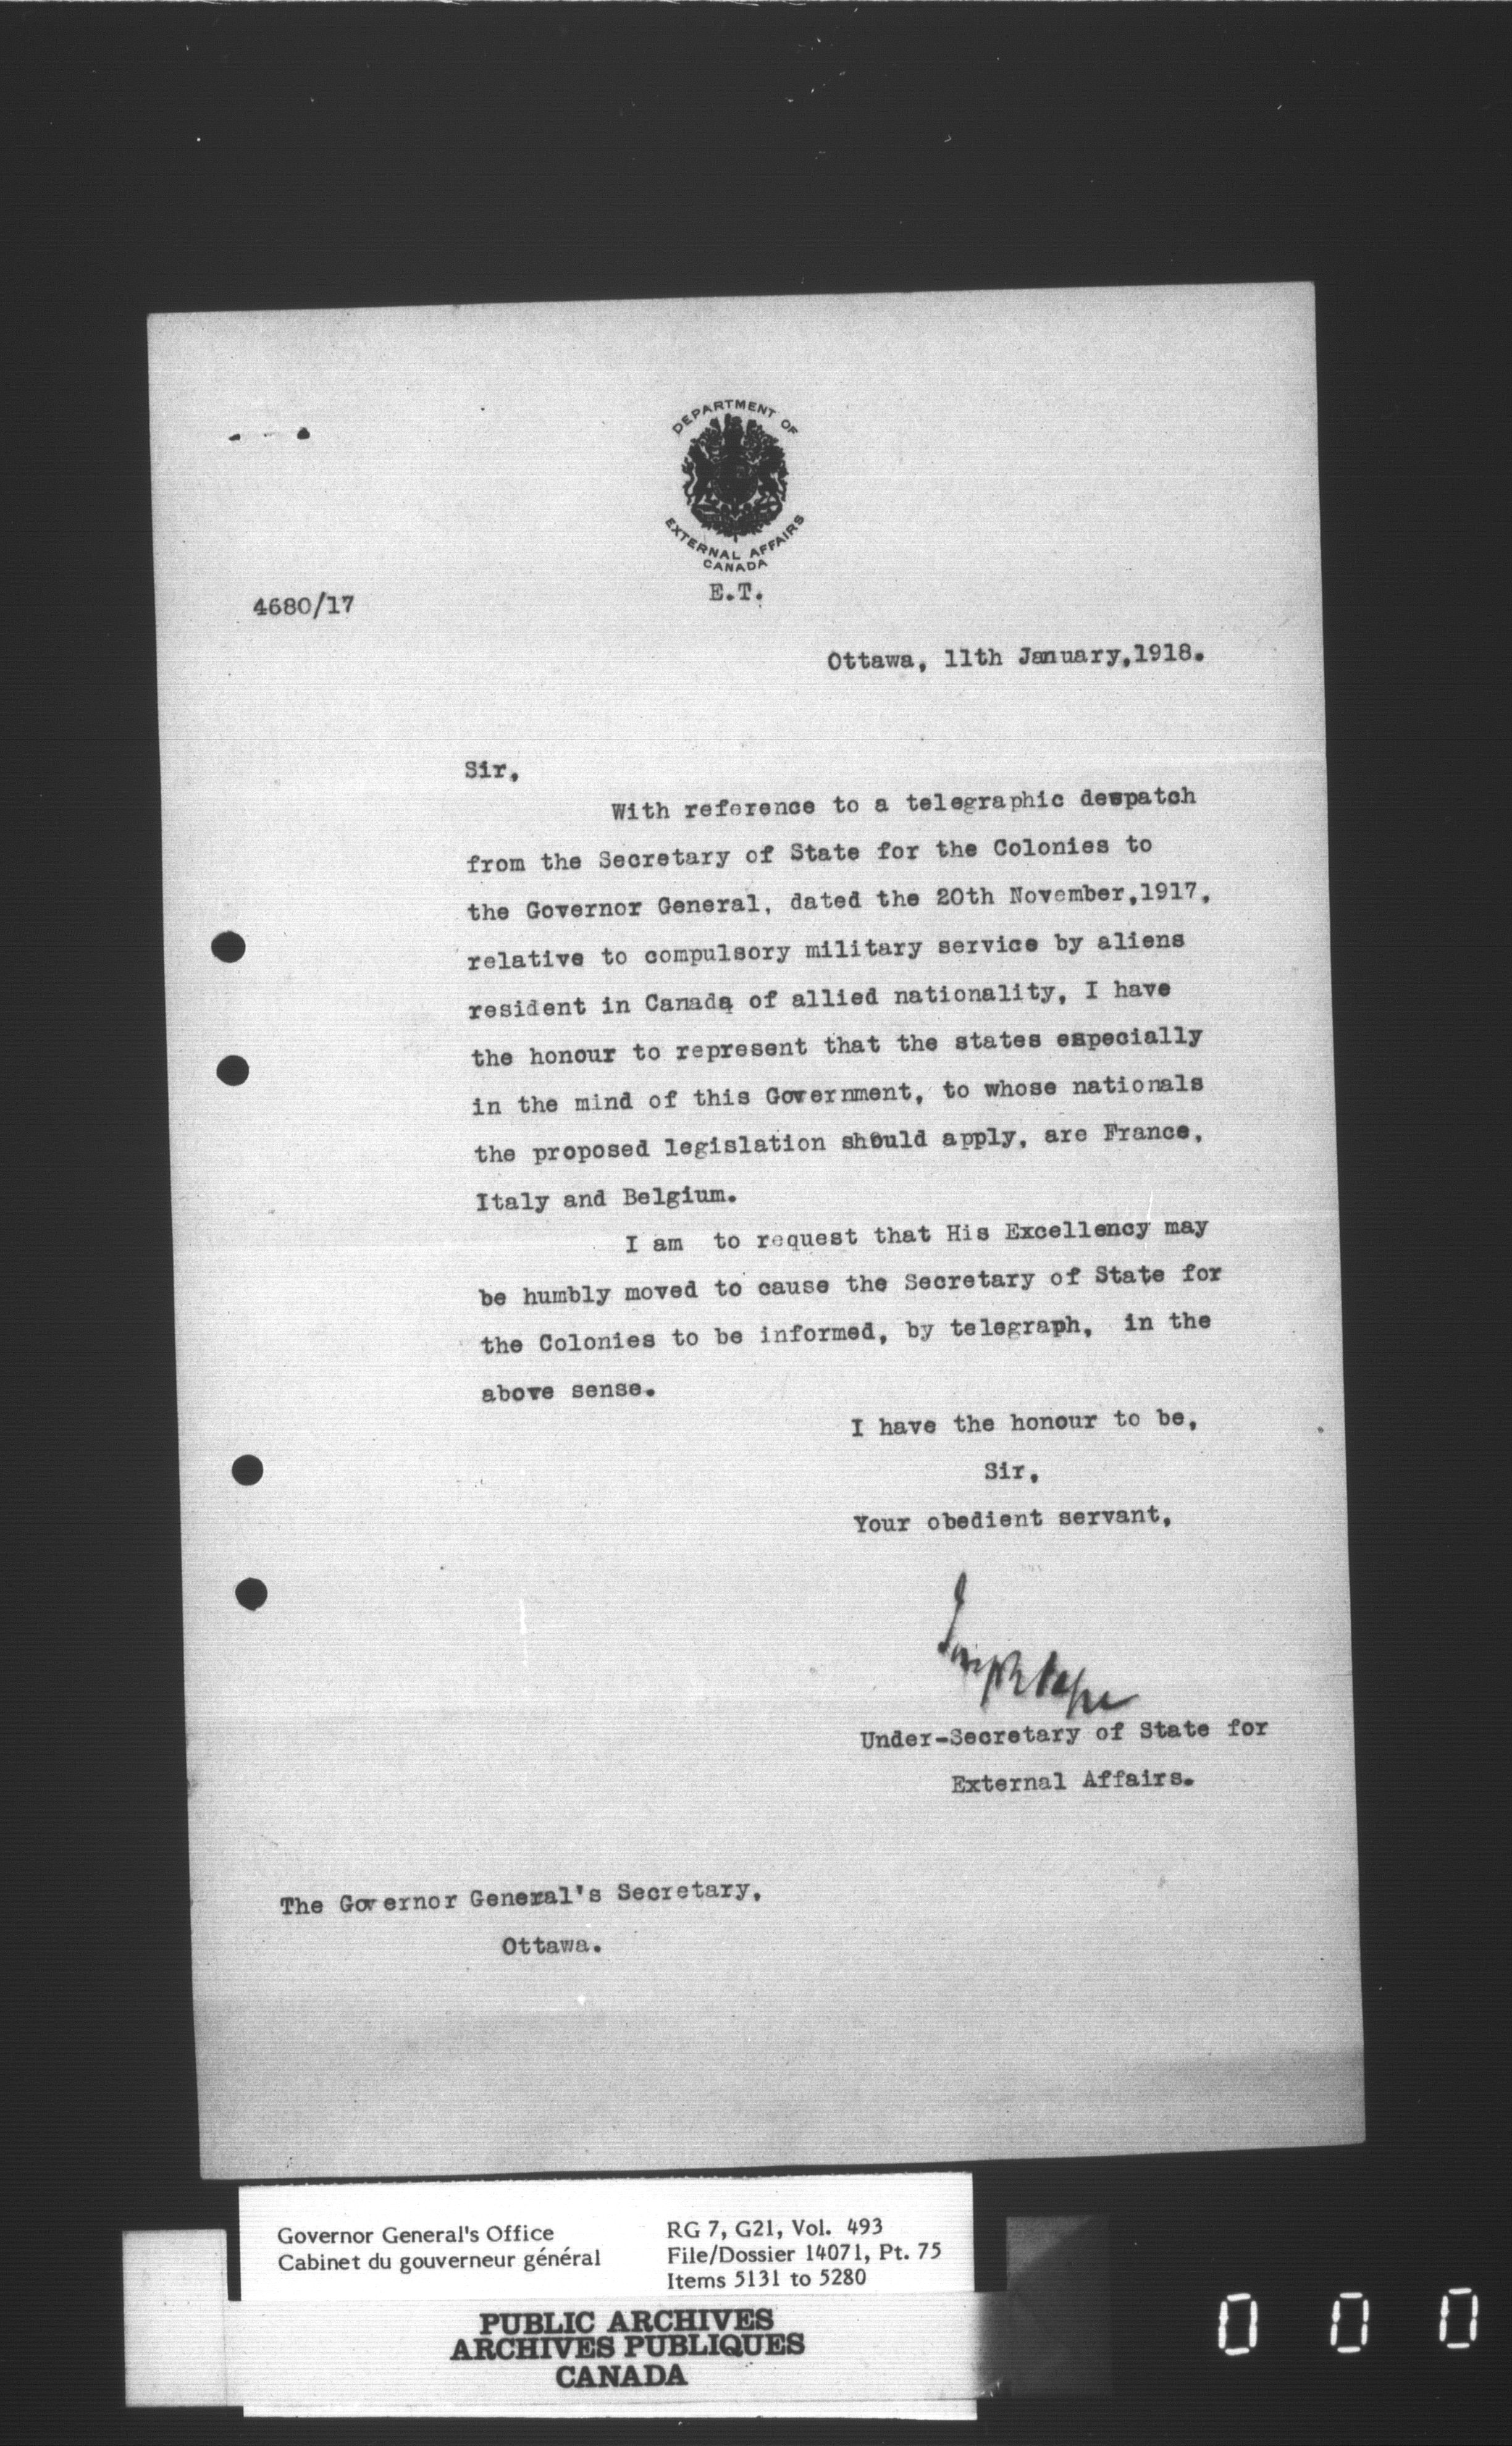 DEPARTMENT OF
EXTERNAL AFFAIRS
CANADA
E.T.
4680/17
Ottawa, 11th January,1918.
Sir,
With reference to a telegraphic despatch
from the Secretary of State for the Colonies to
the Governor General, dated the 20th November,1917,
relative to compulsory military service by aliens
resident in Canada of allied nationality, I have
the honour to represent that the states especially
in the mind of this Government, to whose nationals
the proposed legislation should apply, are France,
Italy and Belgium.
I am to request that His Excellency may
be humbly moved to cause the Secretary of State for
the Colonies to be informed, by telegraph, in the
above sense.
I have the honour to be,
Sir,
Your obedient servant,
Joseph Pope
Under-Secretary of State for
External Affairs.
The Governor General's Secretary,
Ottawa.
Governor General's Office
Cabinet du gouverneur général
RG 7, G21, Vol. 493
File/Dossier 14071, Pt. 75
Items 5131 to 5280
PUBLIC ARCHIVES
ARCHIVES PUBLIQUES
CANADA
0 0 0